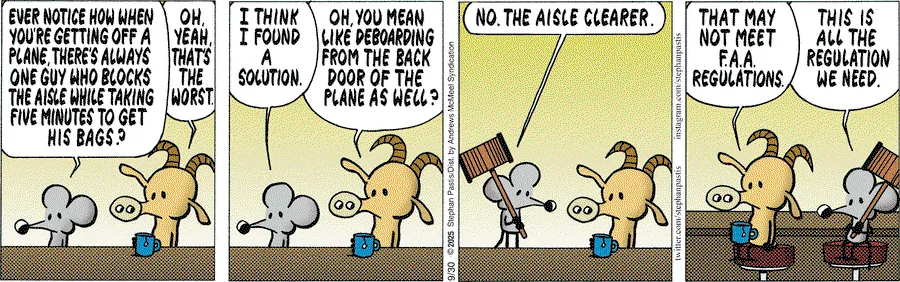 EVER NOTICE HOW WHEN
YOU'RE GETTING OFF A
PLANE, THERE'S ALWAYS
ONE GUY WHO BLOCKS
THE AISLE WHILE TAKING
FIVE MINUTES TO GET
HIS BAGS?
OH,
YEAH,
THAT'S
THE
WORST.
I THINK
I FOUND
A
SOLUTION.
OH, YOU MEAN
LIKE DEBOARDING
FROM THE BACK
DOOR OF THE
PLANE AS WELL?
9/30 © 2025 Stephan Pastis/Dist. by Andrews McMeel Syndication
NO. THE AISLE CLEARER.
twitter.com/stephanpastis instagram.com/stephanpastis
THAT MAY
NOT MEET
F.A.A.
REGULATIONS.
THIS IS
ALL THE
REGULATION
WE NEED.